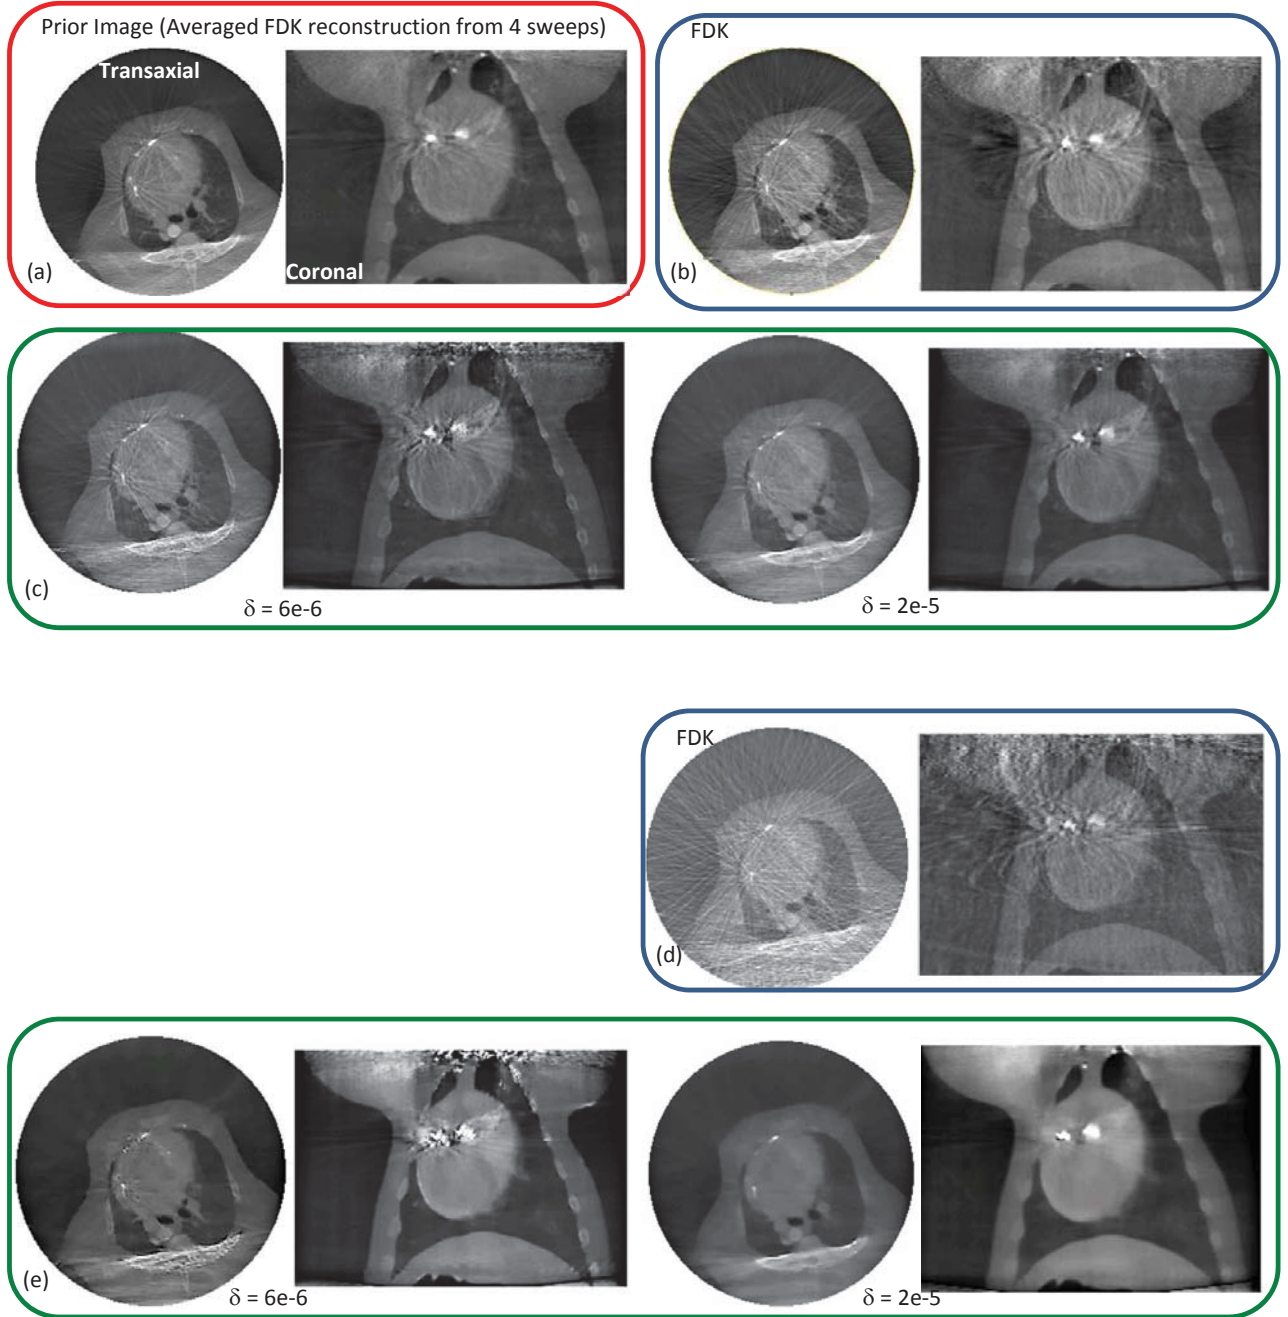 Prior Image (Averaged FDK reconstruction from 4 sweeps)
Transaxial
Coronal
(a)
FDK
(b)
(c)
δ = 6e-6
δ = 2e-5
FDK
(d)
(e)
δ = 6e-6
δ = 2e-5